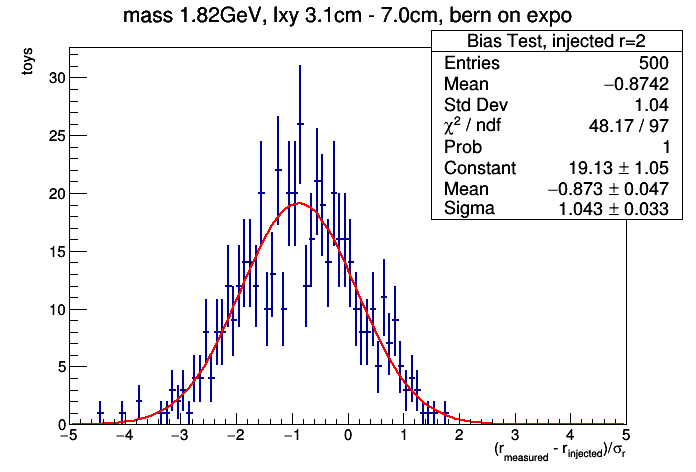 mass 1.82GeV, lxy 3.1cm - 7.0cm, bern on expo
toys
Bias Test, injected r=2
Entries 500
Mean −0.8742
Std Dev 1.04
χ² / ndf 48.17 / 97
Prob 1
Constant 19.13 ± 1.05
Mean −0.873 ± 0.047
Sigma 1.043 ± 0.033
30
25
20
15
10
5
0
−5 −4 −3 −2 −1 0 1 2 3 4 5
(r_measured - r_injected)/σ_r